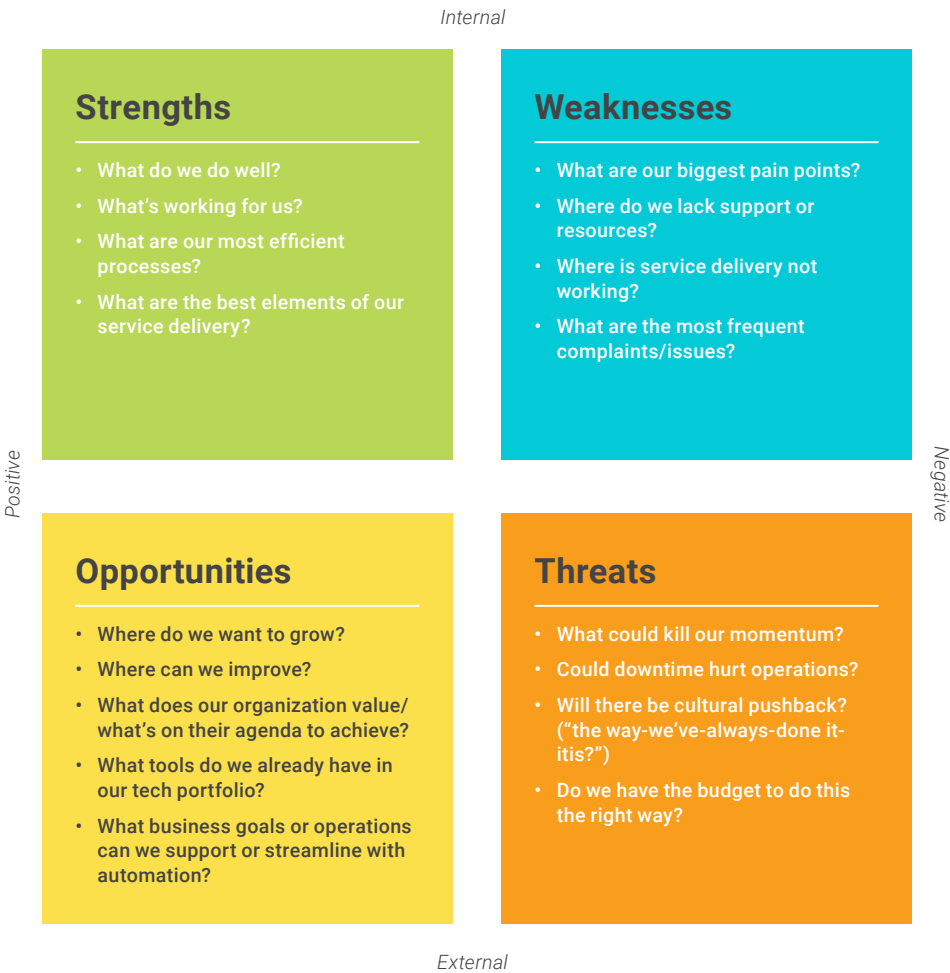 Internal
Strengths
• What do we do well?
• What’s working for us?
• What are our most efficient
processes?
• What are the best elements of our
service delivery?
Weaknesses
• What are our biggest pain points?
• Where do we lack support or
resources?
• Where is service delivery not
working?
• What are the most frequent
complaints/issues?
Positive
Negative
Opportunities
• Where do we want to grow?
• Where can we improve?
• What does our organization value/
what’s on their agenda to achieve?
• What tools do we already have in
our tech portfolio?
• What business goals or operations
can we support or streamline with
automation?
Threats
• What could kill our momentum?
• Could downtime hurt operations?
• Will there be cultural pushback?
(“the way-we’ve-always-done it-
itis?”)
• Do we have the budget to do this
the right way?
External